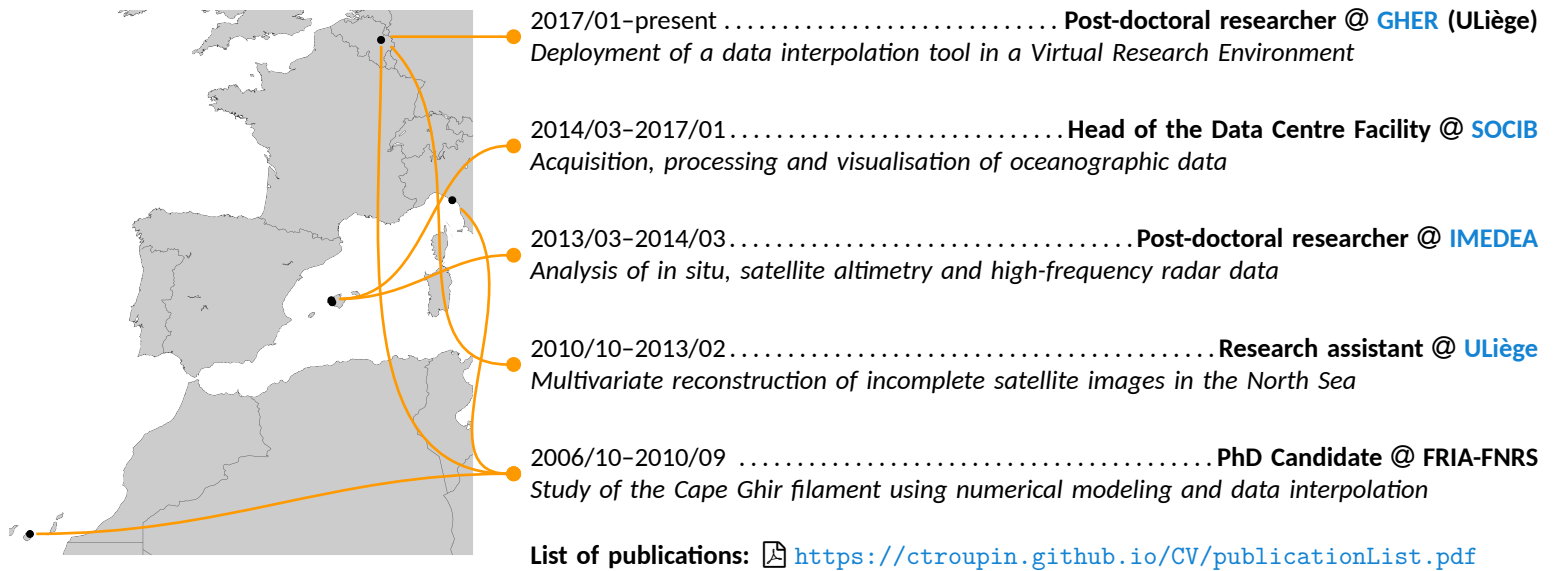 2017/01–present ................................ Post-doctoral researcher @ GHER (ULiège)
Deployment of a data interpolation tool in a Virtual Research Environment
2014/03–2017/01................................Head of the Data Centre Facility @ SOCIB
Acquisition, processing and visualisation of oceanographic data
2013/03–2014/03.......................................Post-doctoral researcher @ IMEDEA
Analysis of in situ, satellite altimetry and high-frequency radar data
2010/10–2013/02..............................................Research assistant @ ULiège
Multivariate reconstruction of incomplete satellite images in the North Sea
2006/10–2010/09 .............................................PhD Candidate @ FRIA-FNRS
Study of the Cape Ghir filament using numerical modeling and data interpolation
List of publications: https://ctroupin.github.io/CV/publicationList.pdf